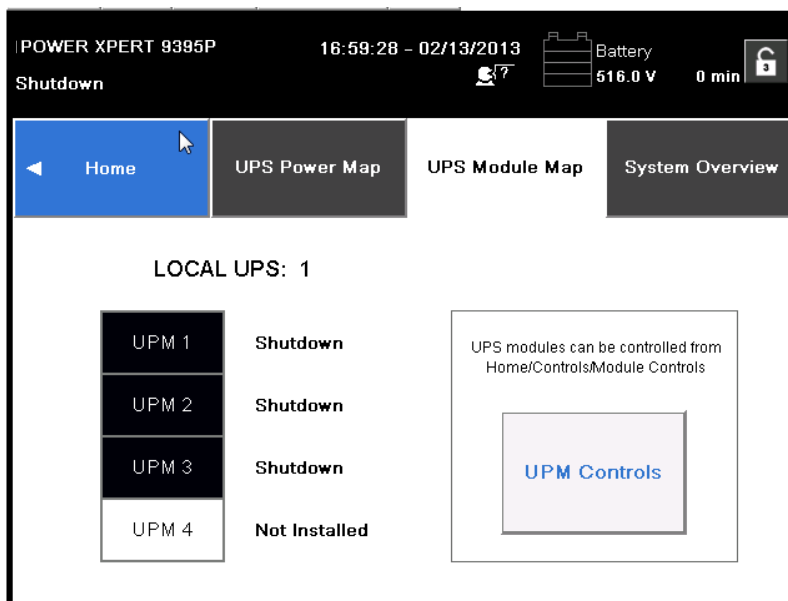 POWER XPERT 9395P
16:59:28 - 02/13/2013
Battery
Shutdown
?
516.0 V
0 min
3
Home
UPS Power Map
UPS Module Map
System Overview
LOCAL UPS: 1
UPM 1
Shutdown
UPM 2
Shutdown
UPM 3
Shutdown
UPM 4
Not Installed
UPS modules can be controlled from
Home/Controls/Module Controls
UPM Controls